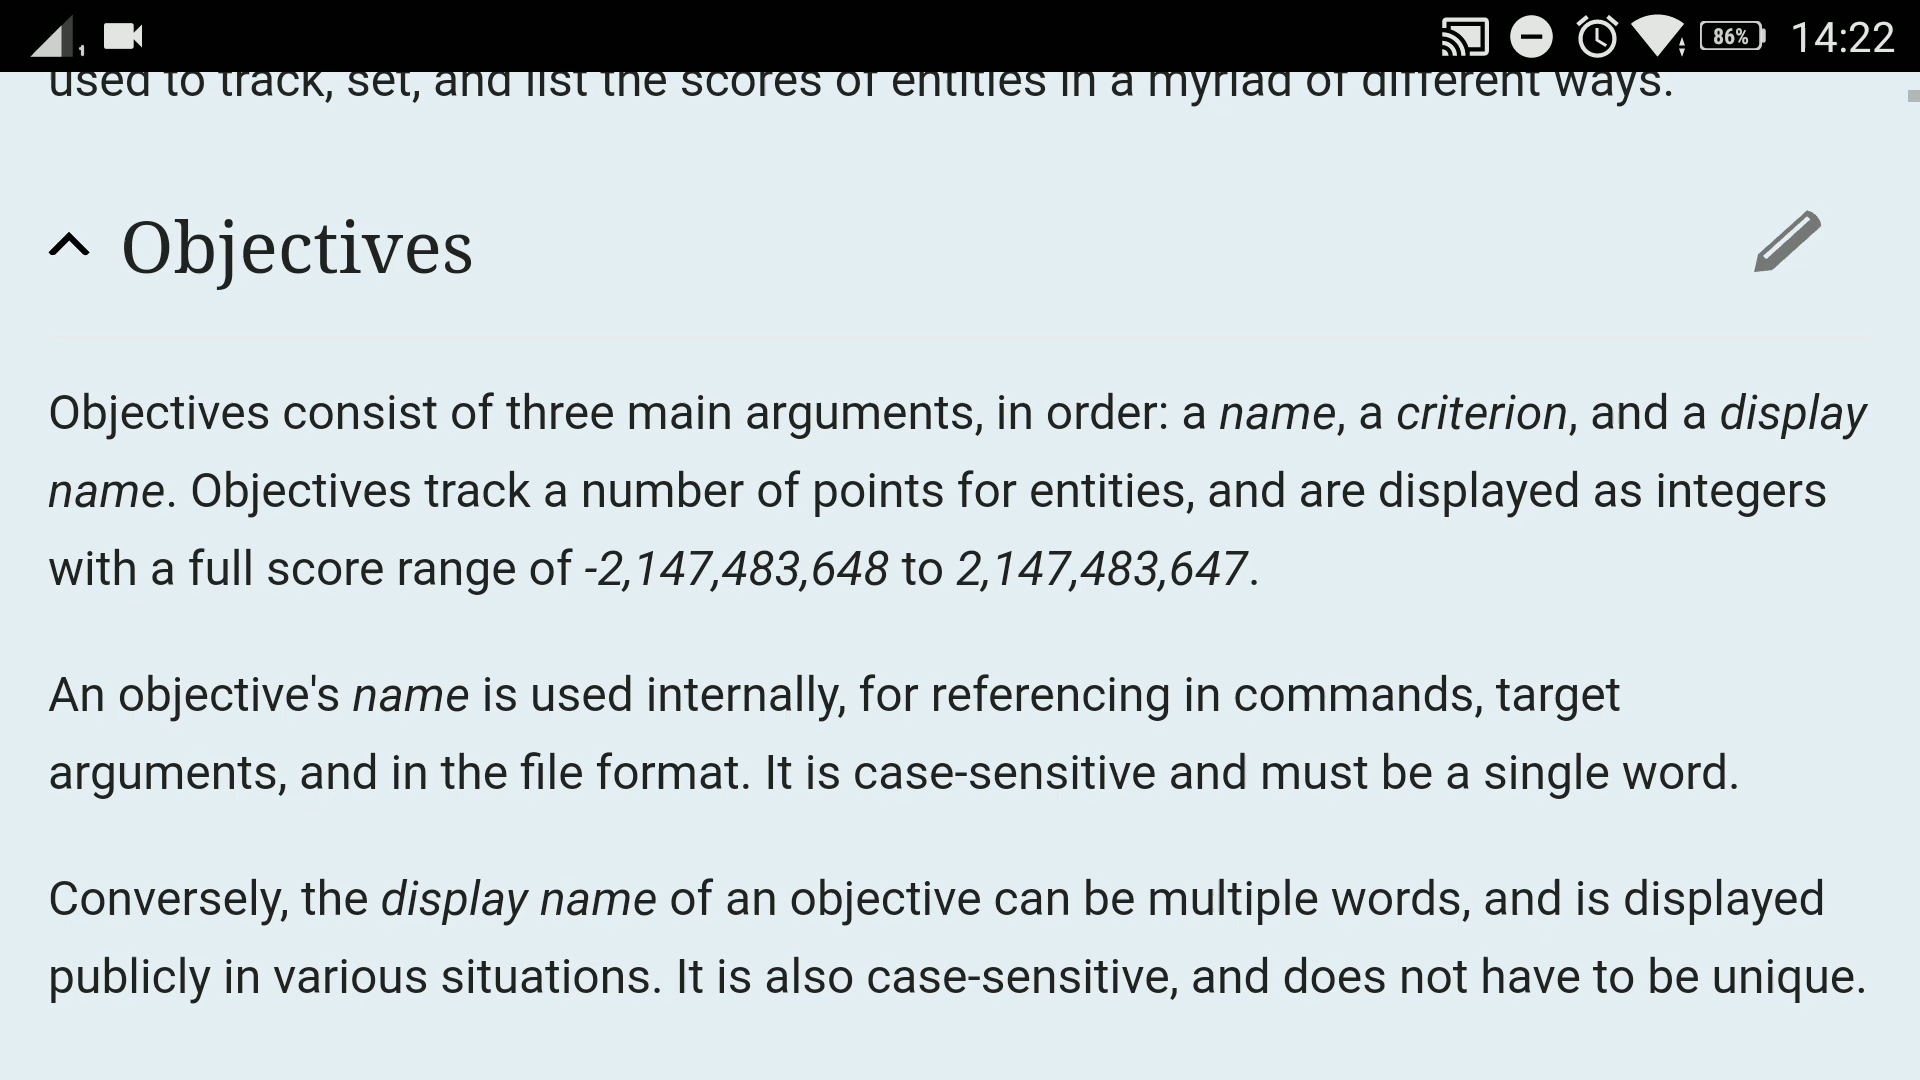 1 86% 14:22
used to track, set, and list the scores of entities in a myriad of different ways.
Objectives
Objectives consist of three main arguments, in order: a name, a criterion, and a display
name. Objectives track a number of points for entities, and are displayed as integers
with a full score range of -2,147,483,648 to 2,147,483,647.
An objective's name is used internally, for referencing in commands, target
arguments, and in the file format. It is case-sensitive and must be a single word.
Conversely, the display name of an objective can be multiple words, and is displayed
publicly in various situations. It is also case-sensitive, and does not have to be unique.